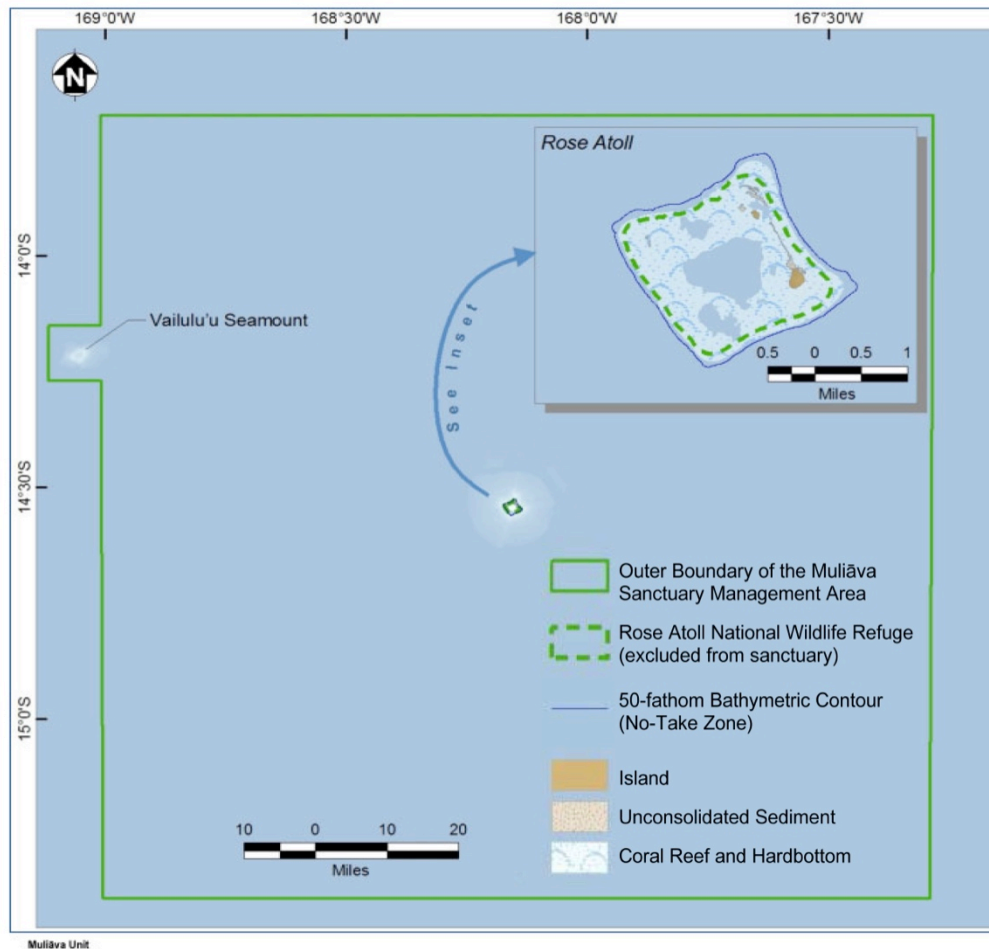 169°0'W 168°30'W 168°0'W 167°30'W
N
Rose Atoll
14°0'S
Vailulu'u Seamount
See Inset
0.5 0 0.5 1
Miles
14°30'S
Outer Boundary of the Muliāva
Sanctuary Management Area
Rose Atoll National Wildlife Refuge
(excluded from sanctuary)
15°0'S
50-fathom Bathymetric Contour
(No-Take Zone)
Island
Unconsolidated Sediment
Coral Reef and Hardbottom
10 0 10 20
Miles
Muliāva Unit